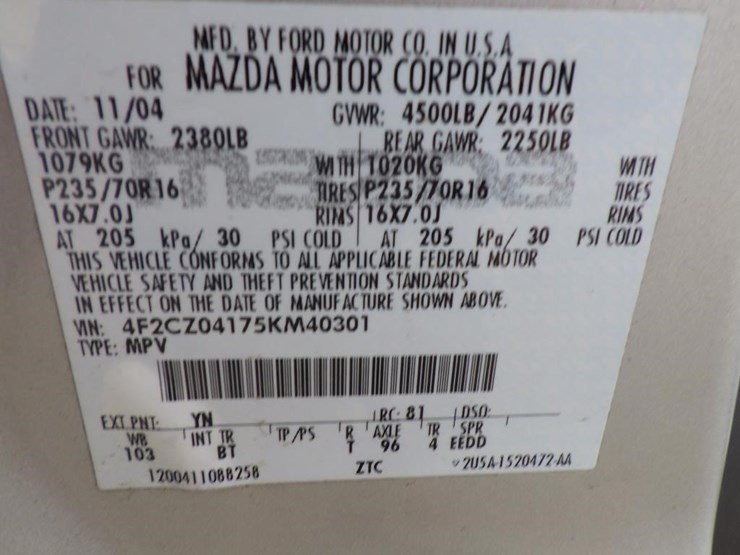 MFD. BY FORD MOTOR CO. IN U.S.A.
FOR MAZDA MOTOR CORPORATION
DATE: 11/04 GVWR: 4500LB/ 2041KG
FRONT GAWR: 2380LB REAR GAWR: 2250LB
1079KG WITH 1020KG WITH
P235/70R16 TIRES P235/70R16 TIRES
16X7.0J RIMS 16X7.0J RIMS
AT 205 kPa/ 30 PSI COLD AT 205 kPa/ 30 PSI COLD
THIS VEHICLE CONFORMS TO ALL APPLICABLE FEDERAL MOTOR
VEHICLE SAFETY AND THEFT PREVENTION STANDARDS
IN EFFECT ON THE DATE OF MANUFACTURE SHOWN ABOVE.
VIN: 4F2CZ04175KM40301
TYPE: MPV
EXT PNT: YN RC: 81 DSO:
WB INT TR TP/PS R AXLE TR SPR
103 BT T 96 4 EEDD
1200411088258 ZTC 2U5A-1520472-AA
mazda